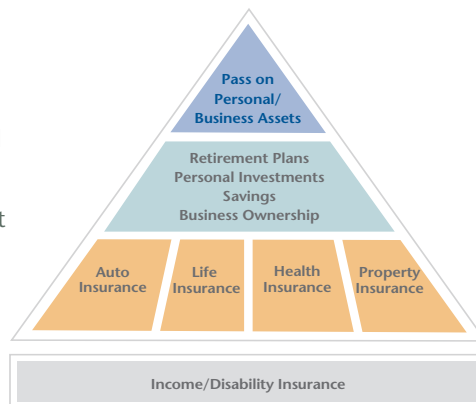 Pass on
Personal/
Business Assets
Retirement Plans
Personal Investments
Savings
Business Ownership
Auto
Insurance
Life
Insurance
Health
Insurance
Property
Insurance
Income/Disability Insurance